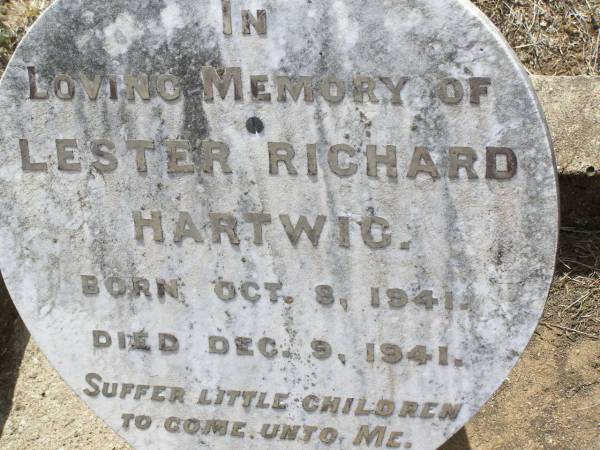 IN
LOVING MEMORY OF
LESTER RICHARD
HARTWIG.
BORN OCT. 8, 1941.
DIED DEC. 9, 1941.
SUFFER LITTLE CHILDREN
TO COME UNTO ME.